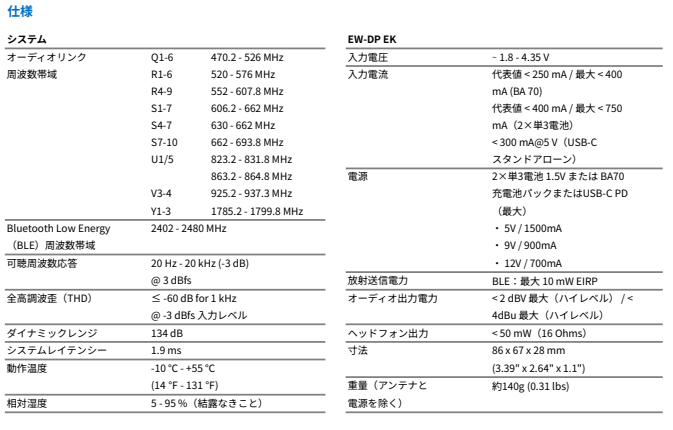 仕様
システム
オーディオリンク Q1-6 470.2 - 526 MHz
周波数帯域 R1-6 520 - 576 MHz
R4-9 552 - 607.8 MHz
S1-7 606.2 - 662 MHz
S4-7 630 - 662 MHz
S7-10 662 - 693.8 MHz
U1/5 823.2 - 831.8 MHz
863.2 - 864.8 MHz
V3-4 925.2 - 937.3 MHz
Y1-3 1785.2 - 1799.8 MHz
Bluetooth Low Energy 2402 - 2480 MHz
（BLE）周波数帯域
可聴周波数応答 20 Hz - 20 kHz (-3 dB)
@ 3 dBfs
全高調波歪（THD） ≤ -60 dB for 1 kHz
@ -3 dBfs 入力レベル
ダイナミックレンジ 134 dB
システムレイテンシー 1.9 ms
動作温度 -10 °C - +55 °C
(14 °F - 131 °F)
相対湿度 5 - 95 %（結露なきこと）
EW-DP EK
入力電圧 – 1.8 - 4.35 V
入力電流 代表値 < 250 mA / 最大 < 400
mA (BA 70)
代表値 < 400 mA / 最大 < 750
mA（2×単3電池）
< 300 mA@5 V（USB-C
スタンドアローン）
電源 2×単3電池 1.5V または BA70
充電池パックまたはUSB-C PD
（最大）
・ 5V / 1500mA
・ 9V / 900mA
・ 12V / 700mA
放射送信電力 BLE：最大 10 mW EIRP
オーディオ出力電力 < 2 dBV 最大（ハイレベル） / <
4dBu 最大（ハイレベル）
ヘッドフォン出力 < 50 mW（16 Ohms）
寸法 86 x 67 x 28 mm
(3.39" x 2.64" x 1.1")
重量（アンテナと 約140g (0.31 lbs)
電源を除く）